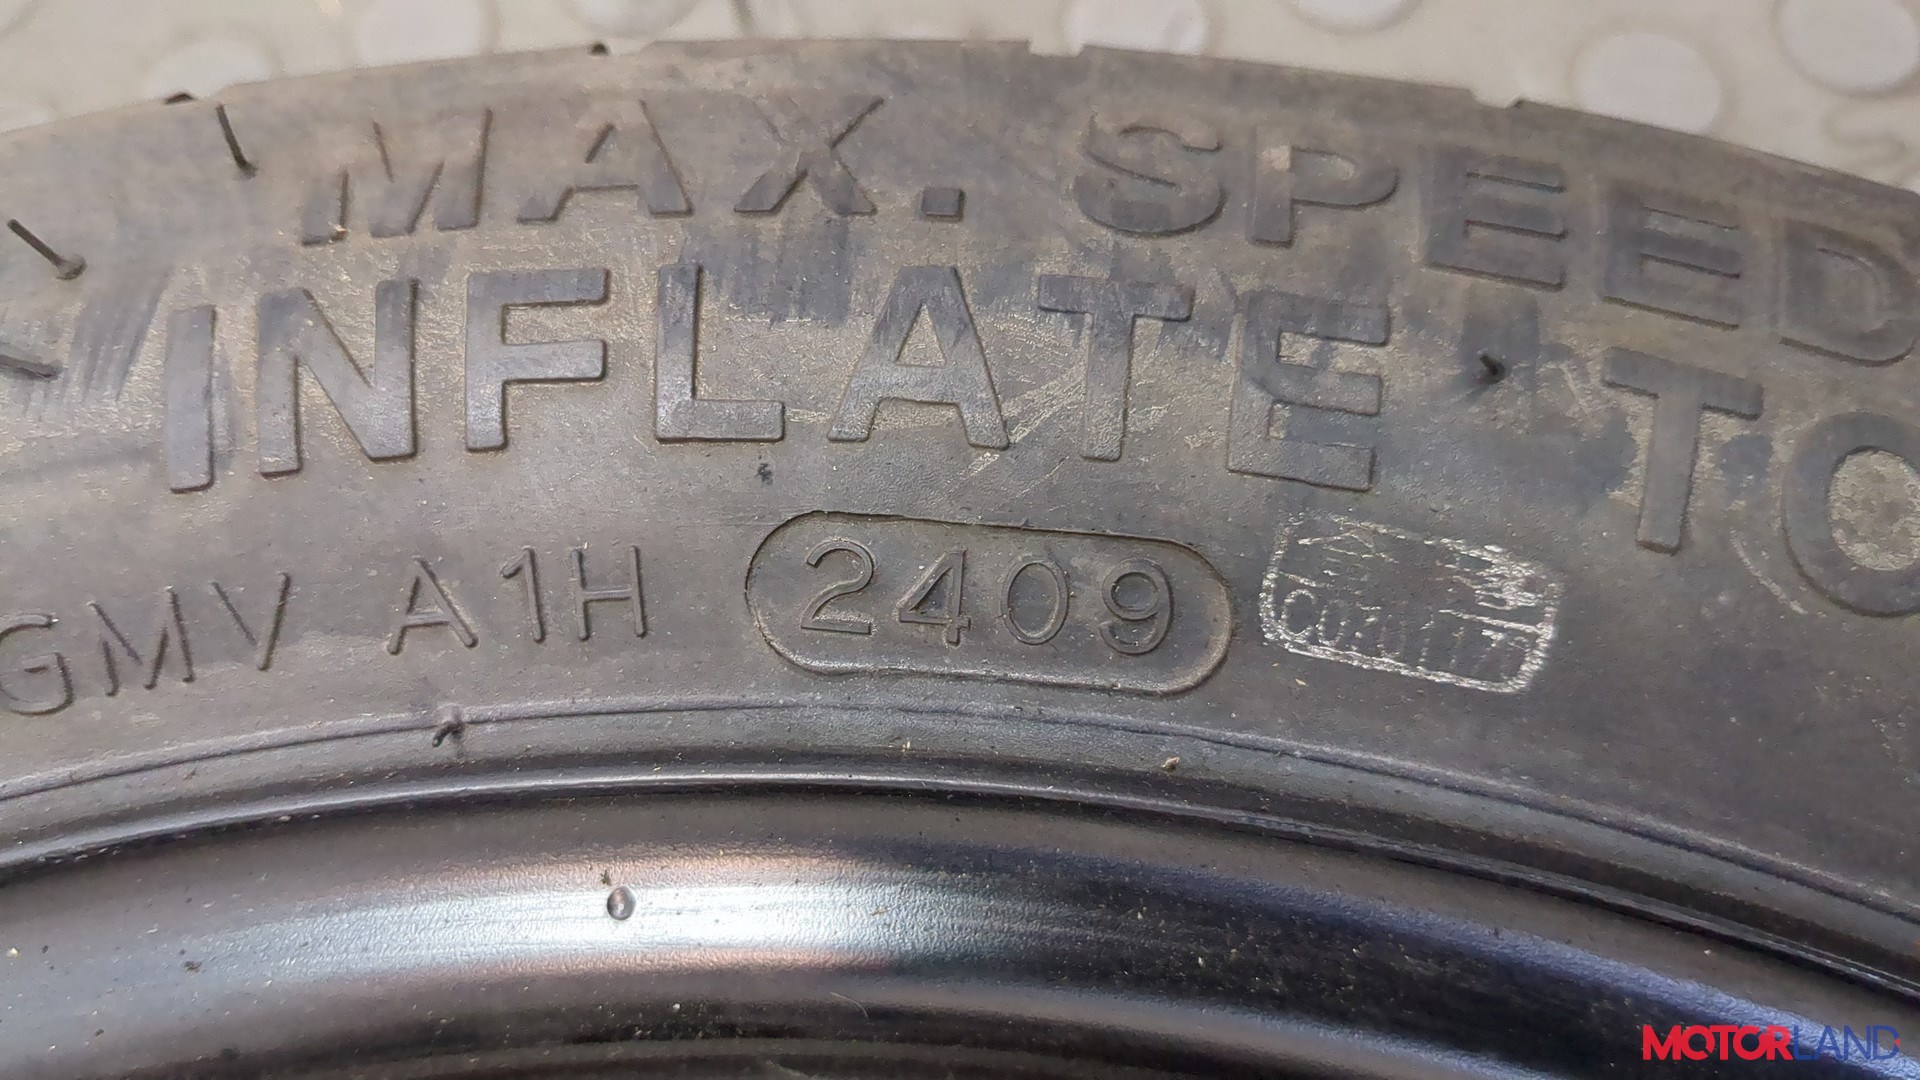 MAX. SPEED
INFLATE TO
GMV A1H 2409
MOTORLAND